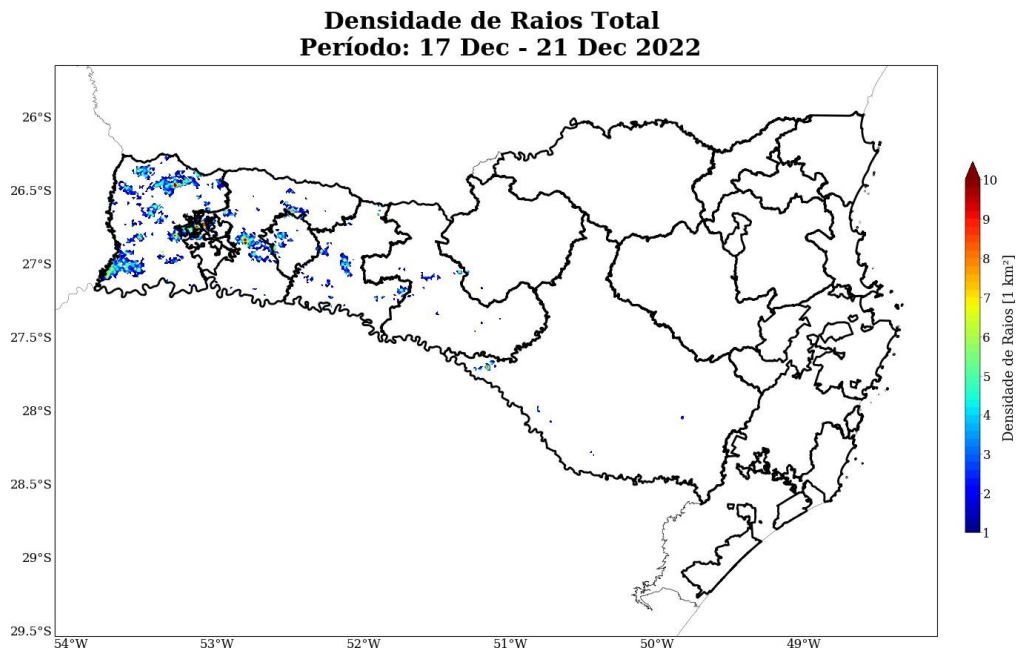 Densidade de Raios Total
Período: 17 Dec - 21 Dec 2022
26°S
26.5°S
27°S
27.5°S
28°S
28.5°S
29°S
29.5°S
54°W 53°W 52°W 51°W 50°W 49°W
10
9
8
7
6
5
4
3
2
1
Densidade de Raios [1 km²]